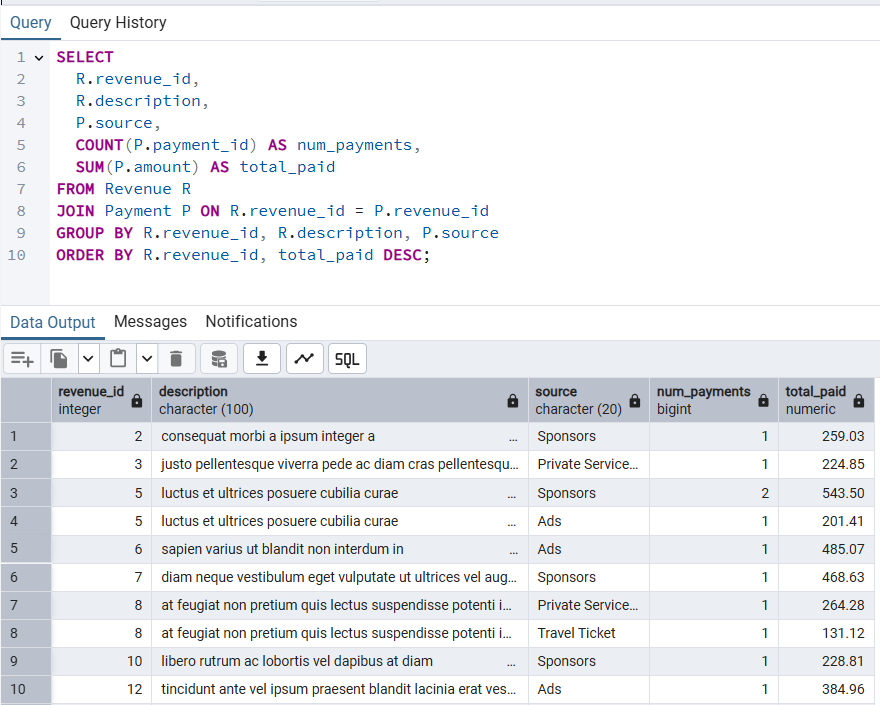 Query Query History
1 SELECT
2 R.revenue_id,
3 R.description,
4 P.source,
5 COUNT(P.payment_id) AS num_payments,
6 SUM(P.amount) AS total_paid
7 FROM Revenue R
8 JOIN Payment P ON R.revenue_id = P.revenue_id
9 GROUP BY R.revenue_id, R.description, P.source
10 ORDER BY R.revenue_id, total_paid DESC;
Data Output Messages Notifications
SQL
revenue_id description source num_payments total_paid
integer character (100) character (20) bigint numeric
1 2 consequat morbi a ipsum integer a ... Sponsors 1 259.03
2 3 justo pellentesque viverra pede ac diam cras pellentesqu... Private Service... 1 224.85
3 5 luctus et ultrices posuere cubilia curae ... Sponsors 2 543.50
4 5 luctus et ultrices posuere cubilia curae ... Ads 1 201.41
5 6 sapien varius ut blandit non interdum in ... Ads 1 485.07
6 7 diam neque vestibulum eget vulputate ut ultrices vel aug... Sponsors 1 468.63
7 8 at feugiat non pretium quis lectus suspendisse potenti i... Private Service... 1 264.28
8 8 at feugiat non pretium quis lectus suspendisse potenti i... Travel Ticket 1 131.12
9 10 libero rutrum ac lobortis vel dapibus at diam ... Sponsors 1 228.81
10 12 tincidunt ante vel ipsum praesent blandit lacinia erat ves... Ads 1 384.96